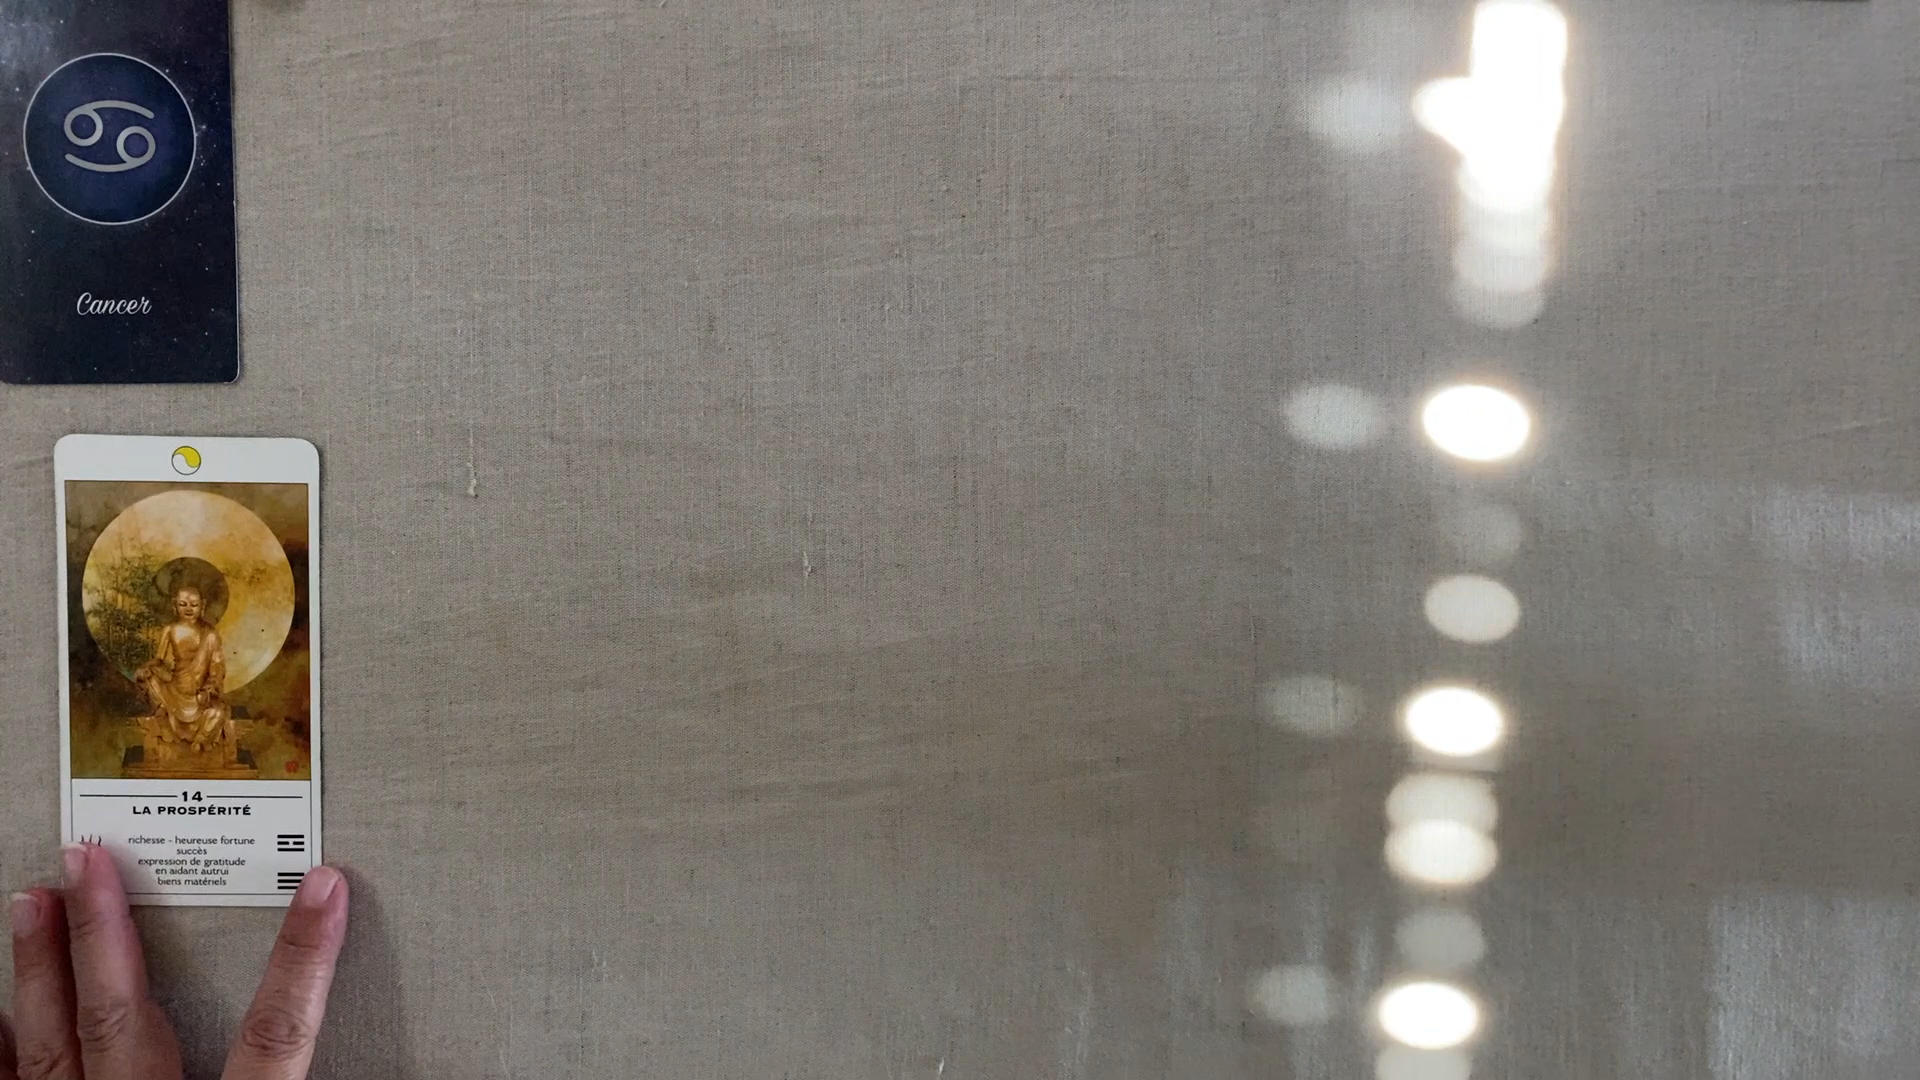 Cancer
14
LA PROSPÉRITÉ
richesse - heureuse fortune
succès
expression de gratitude
en aidant autrui
biens matériels